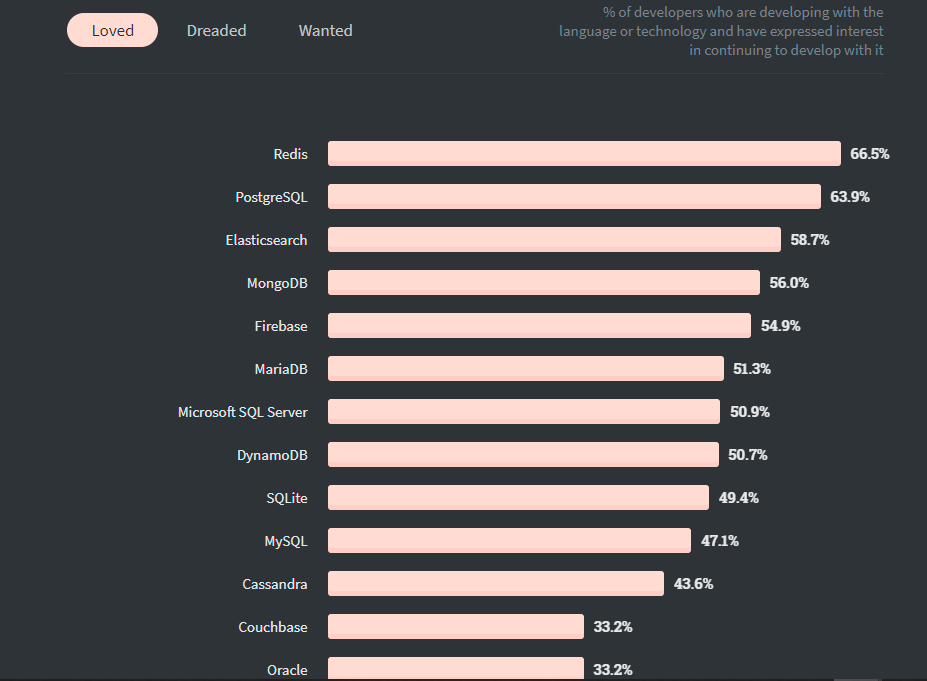 Loved Dreaded Wanted
% of developers who are developing with the
language or technology and have expressed interest
in continuing to develop with it
Redis 66.5%
PostgreSQL 63.9%
Elasticsearch 58.7%
MongoDB 56.0%
Firebase 54.9%
MariaDB 51.3%
Microsoft SQL Server 50.9%
DynamoDB 50.7%
SQLite 49.4%
MySQL 47.1%
Cassandra 43.6%
Couchbase 33.2%
Oracle 33.2%